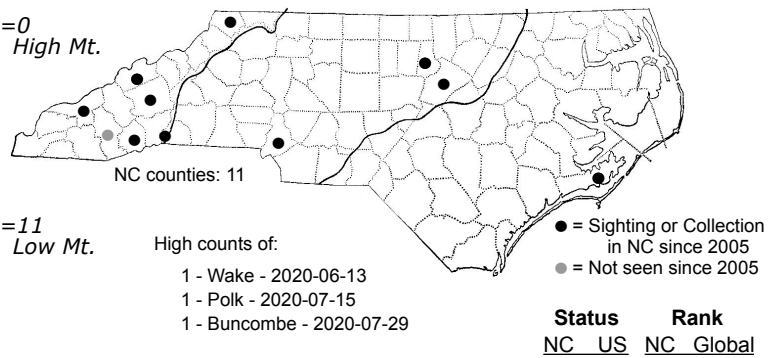 =0
High Mt.
NC counties: 11
=11
Low Mt.
High counts of:
1 - Wake - 2020-06-13
1 - Polk - 2020-07-15
1 - Buncombe - 2020-07-29
= Sighting or Collection
in NC since 2005
= Not seen since 2005
Status Rank
NC US NC Global